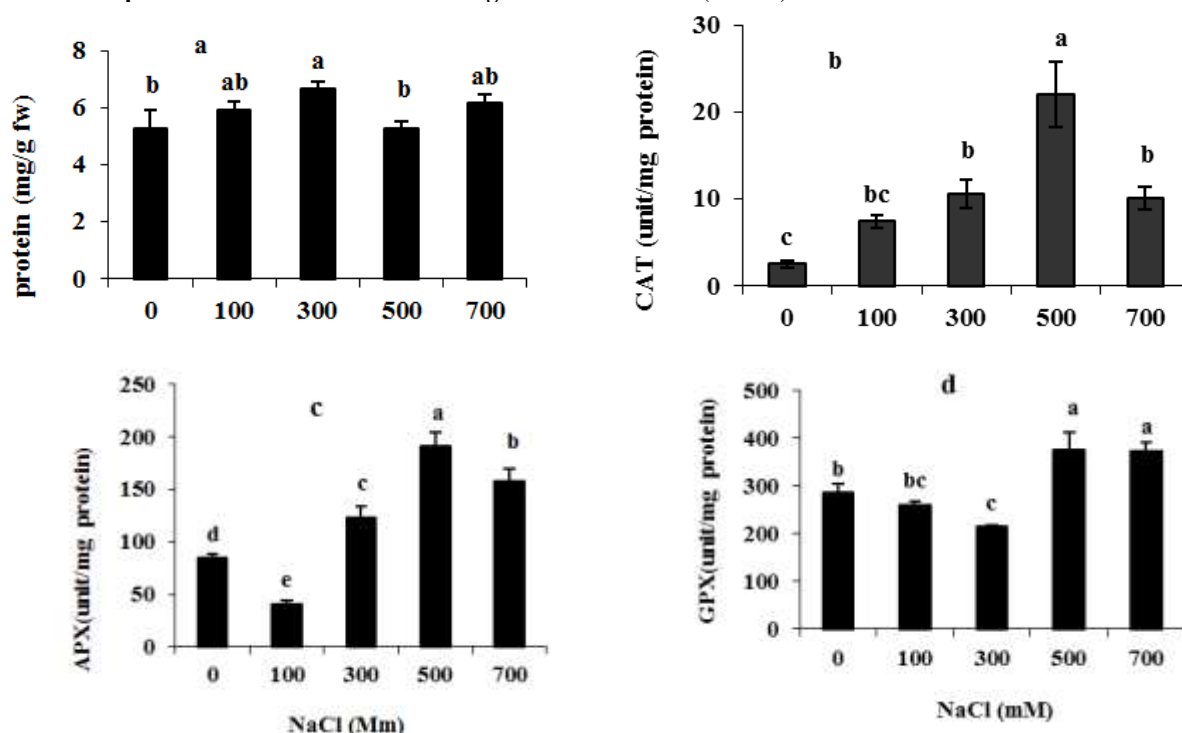 a
protein (mg/g fw)
8
6
4
2
0
b
ab
a
b
ab
0 100 300 500 700
b
CAT (unit/mg protein)
30
20
10
0
c
bc
b
a
b
0 100 300 500 700
c
APX(unit/mg protein)
250
200
150
100
50
0
d
e
c
a
b
0 100 300 500 700
NaCl (Mm)
d
GPX(unit/mg protein)
500
400
300
200
100
0
b
bc
c
a
a
0 100 300 500 700
NaCl (mM)